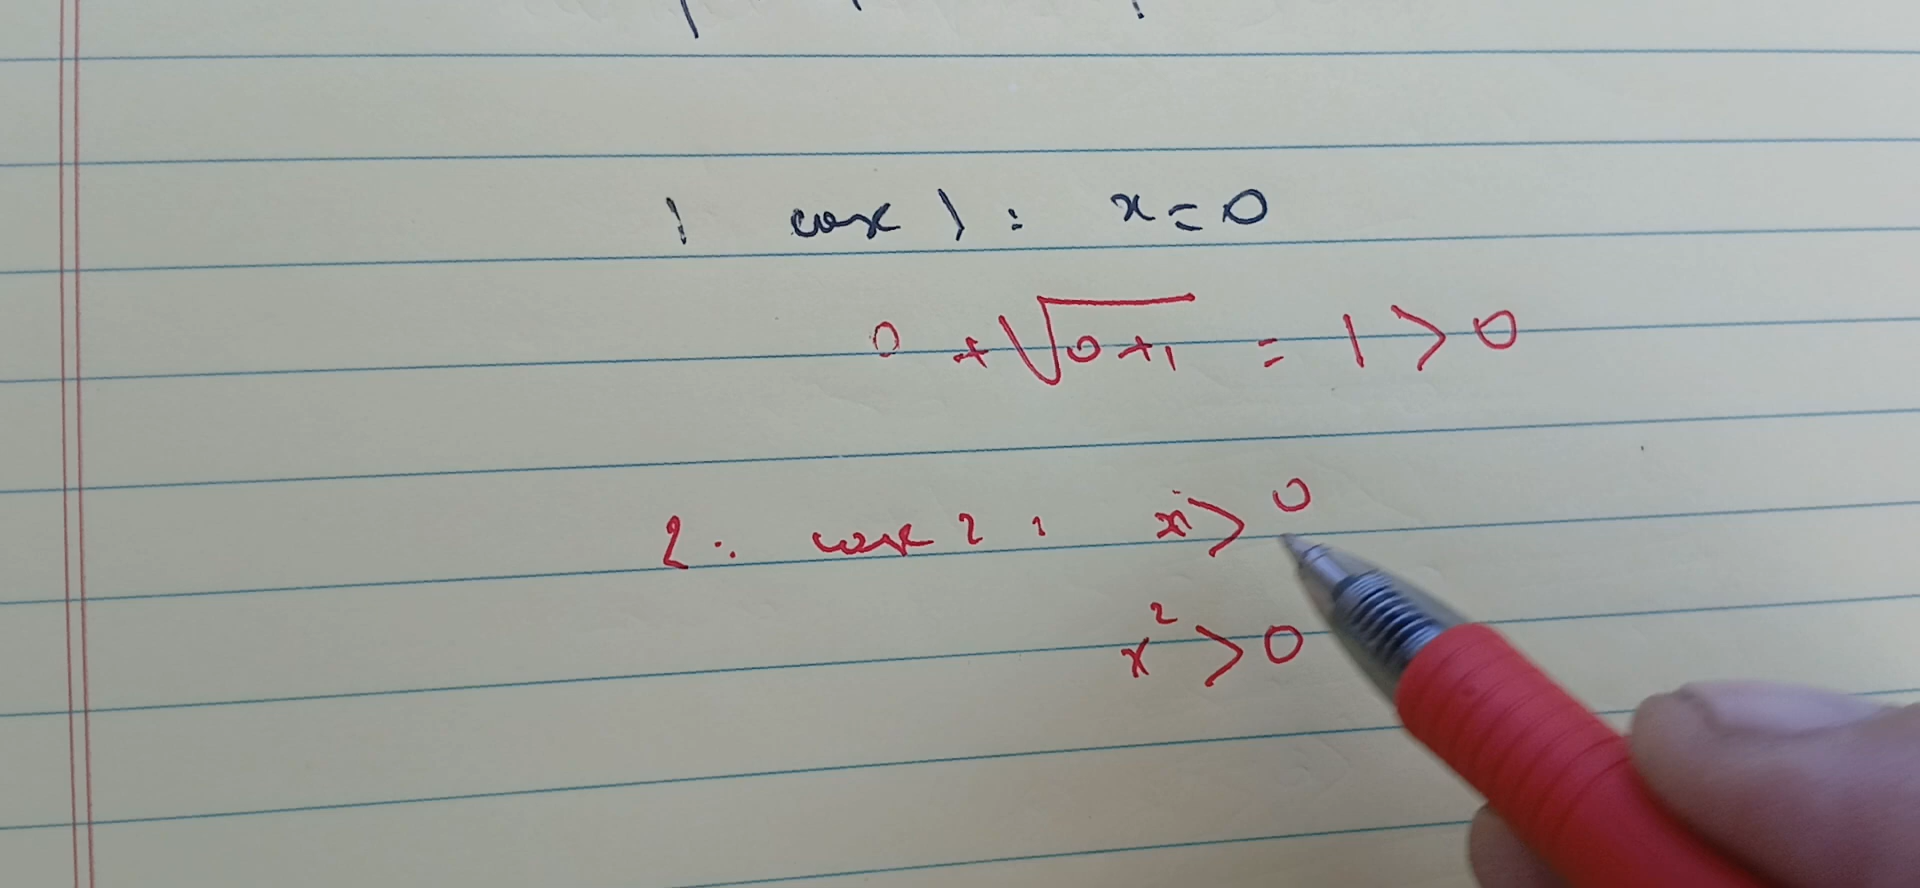 1 case 1 : x = 0
0 + √(0+1) = 1 > 0
2 : case 2 : x > 0
x² > 0